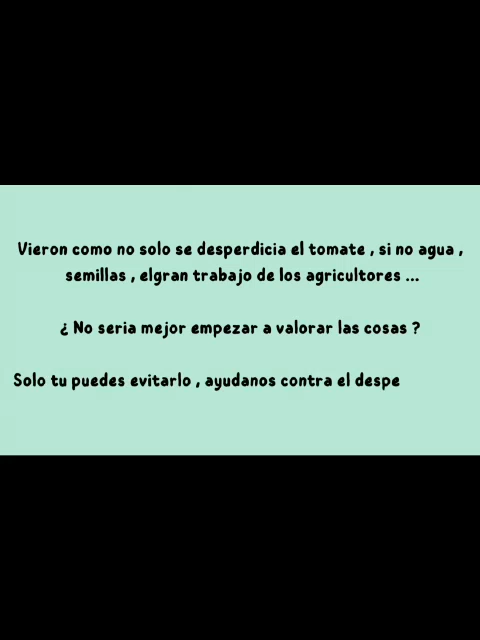 Vieron como no solo se desperdicia el tomate , si no agua ,
semillas , elgran trabajo de los agricultores ...
¿ No seria mejor empezar a valorar las cosas ?
Solo tu puedes evitarlo , ayudanos contra el despe